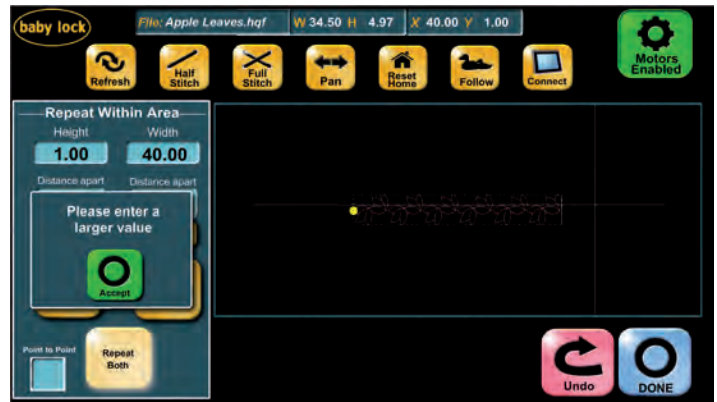 baby lock
File: Apple Leaves.hqf W 34.50 H 4.97 X 40.00 Y 1.00
Motors Enabled
Refresh
Half Stitch
Full Stitch
Pan
Reset Home
Follow
Connect
Repeat Within Area
Height Width
1.00 40.00
Distance apart Distance apart
Please enter a
larger value
Accept
Point to Point
Repeat
Both
Undo
DONE